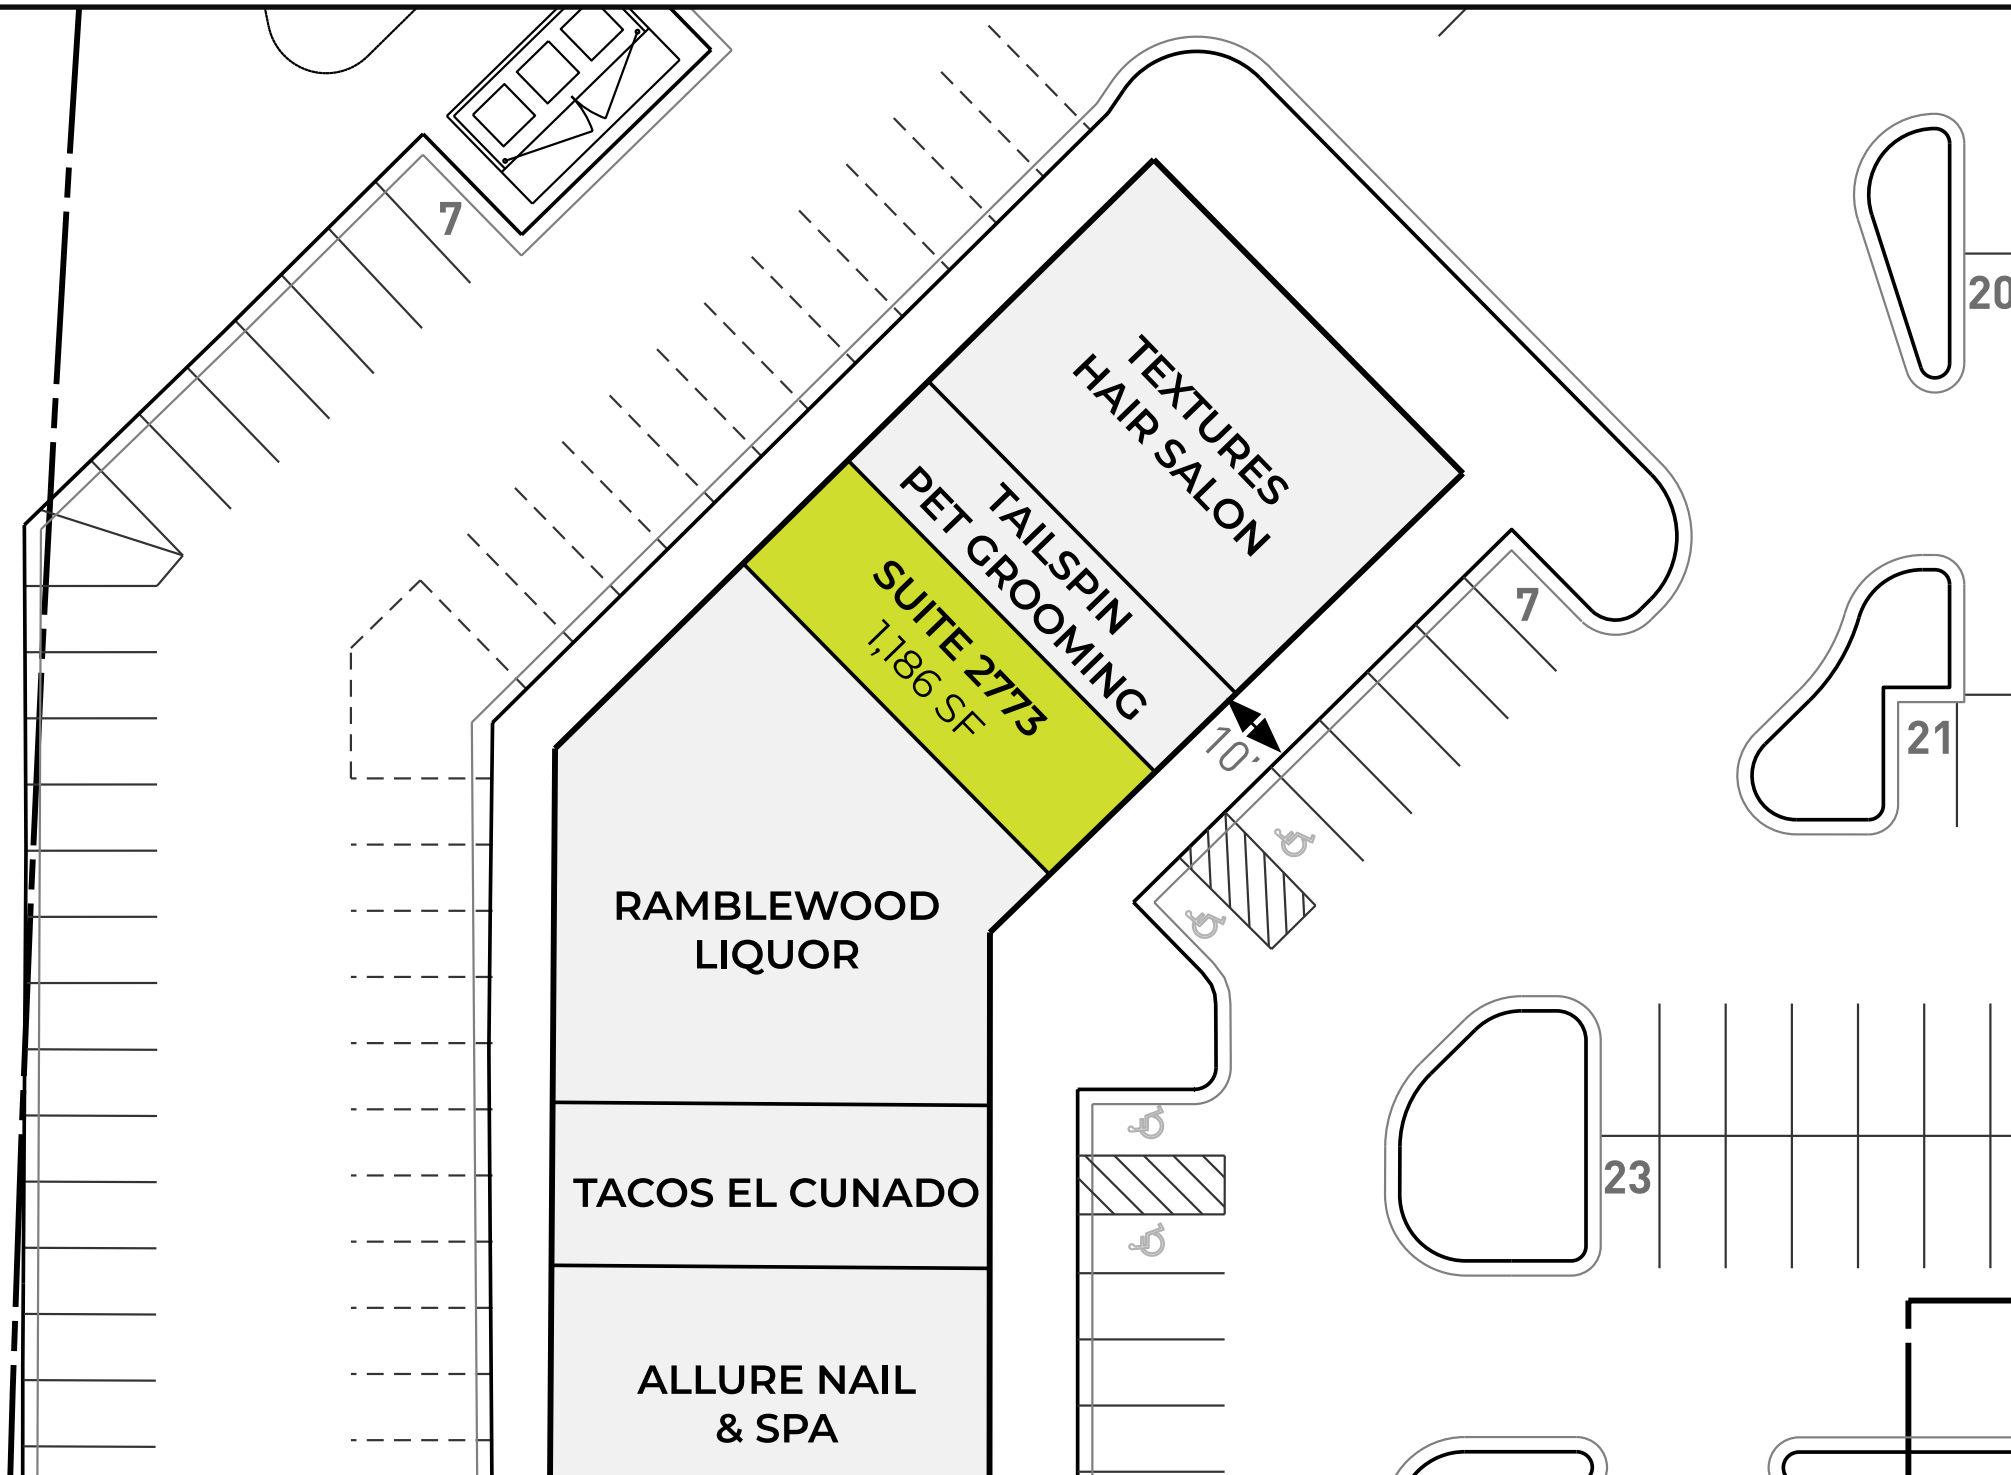 7
20
TEXTURES
HAIR SALON
TAILSPIN
PET GROOMING
SUITE 2773
1,186 SF
7
10'
21
RAMBLEWOOD
LIQUOR
23
TACOS EL CUNADO
ALLURE NAIL
& SPA